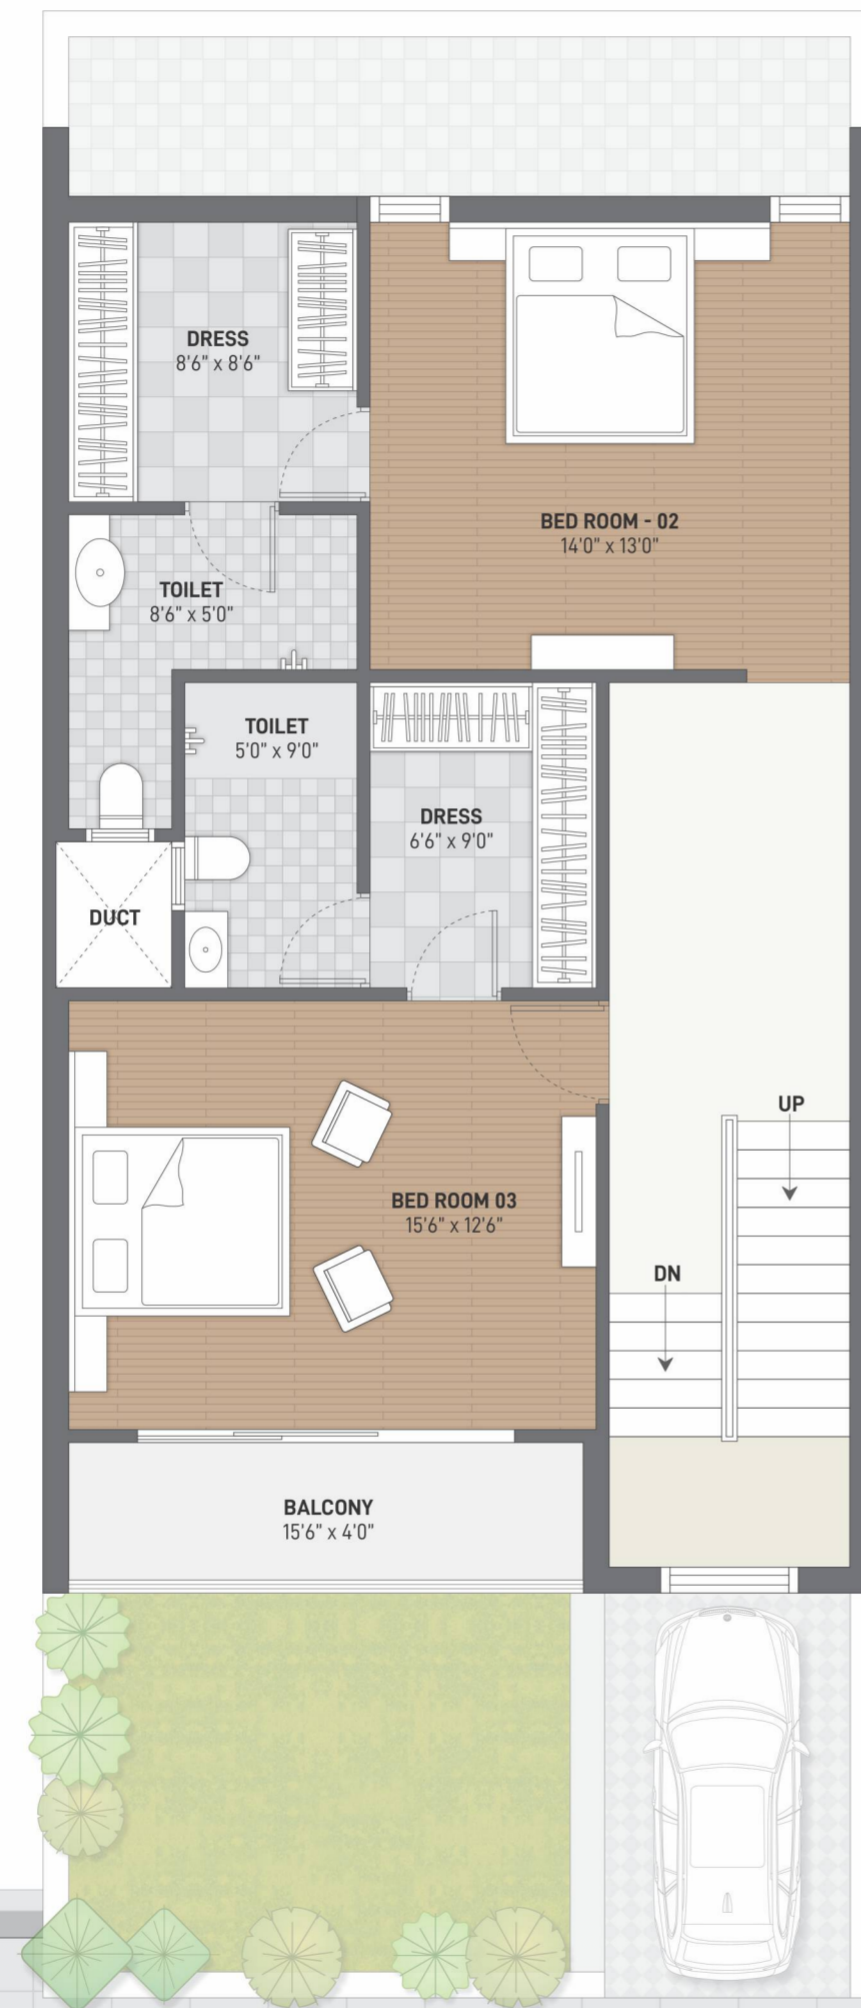 DRESS
8'6" x 8'6"
BED ROOM - 02
14'0" x 13'0"
TOILET
8'6" x 5'0"
TOILET
5'0" x 9'0"
DRESS
6'6" x 9'0"
DUCT
UP
BED ROOM 03
15'6" x 12'6"
DN
BALCONY
15'6" x 4'0"